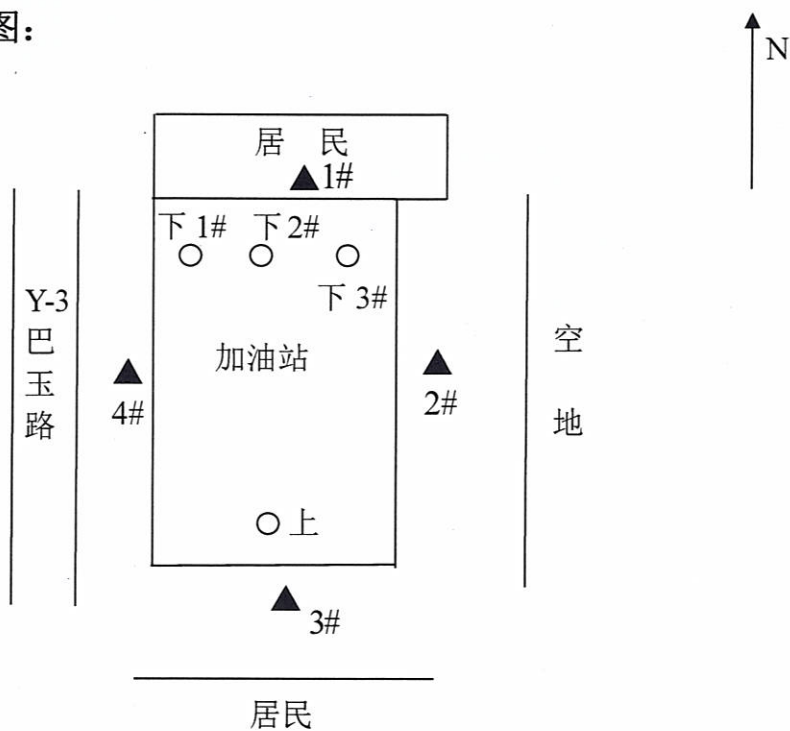 图：
N
居 民
1#
下 1# 下 2#
下 3#
Y-3
巴
玉
路
加油站
4#
2#
空
地
上
3#
居民